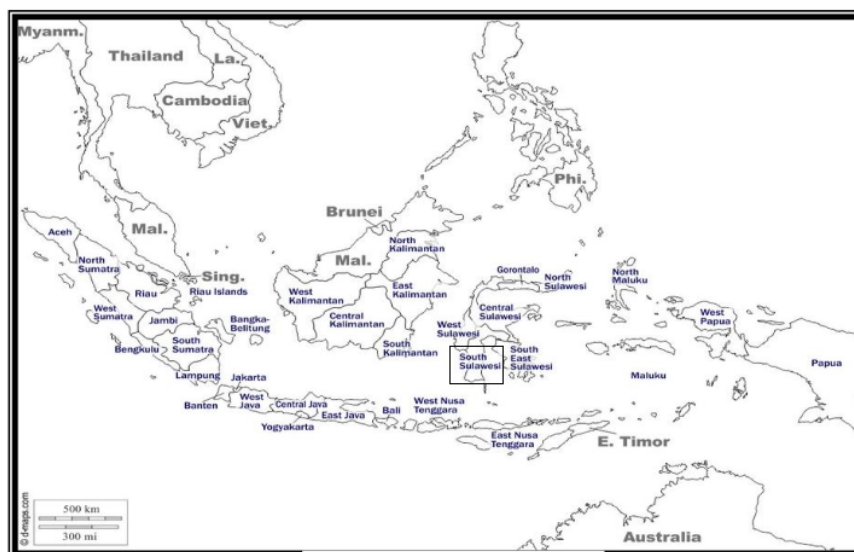 Myanm.
Thailand
La.
Cambodia
Viet.
Phi.
Brunei
Mal.
Mal.
Sing.
Aceh
North
Sumatra
Riau
Riau Islands
West
Sumatra
Jambi
Bangka-
Belitung
South
Sumatra
Bengkulu
Lampung
Jakarta
Banten
West
Java
Central Java
Yogyakarta
East Java
Bali
West Nusa
Tenggara
East Nusa
Tenggara
E. Timor
North
Kalimantan
West
Kalimantan
East
Kalimantan
Central
Kalimantan
South
Kalimantan
Gorontalo
North
Sulawesi
Central
Sulawesi
West
Sulawesi
South
Sulawesi
South
East
Sulawesi
North
Maluku
Maluku
West
Papua
Papua
Australia
500 km
300 mi
© d-maps.com